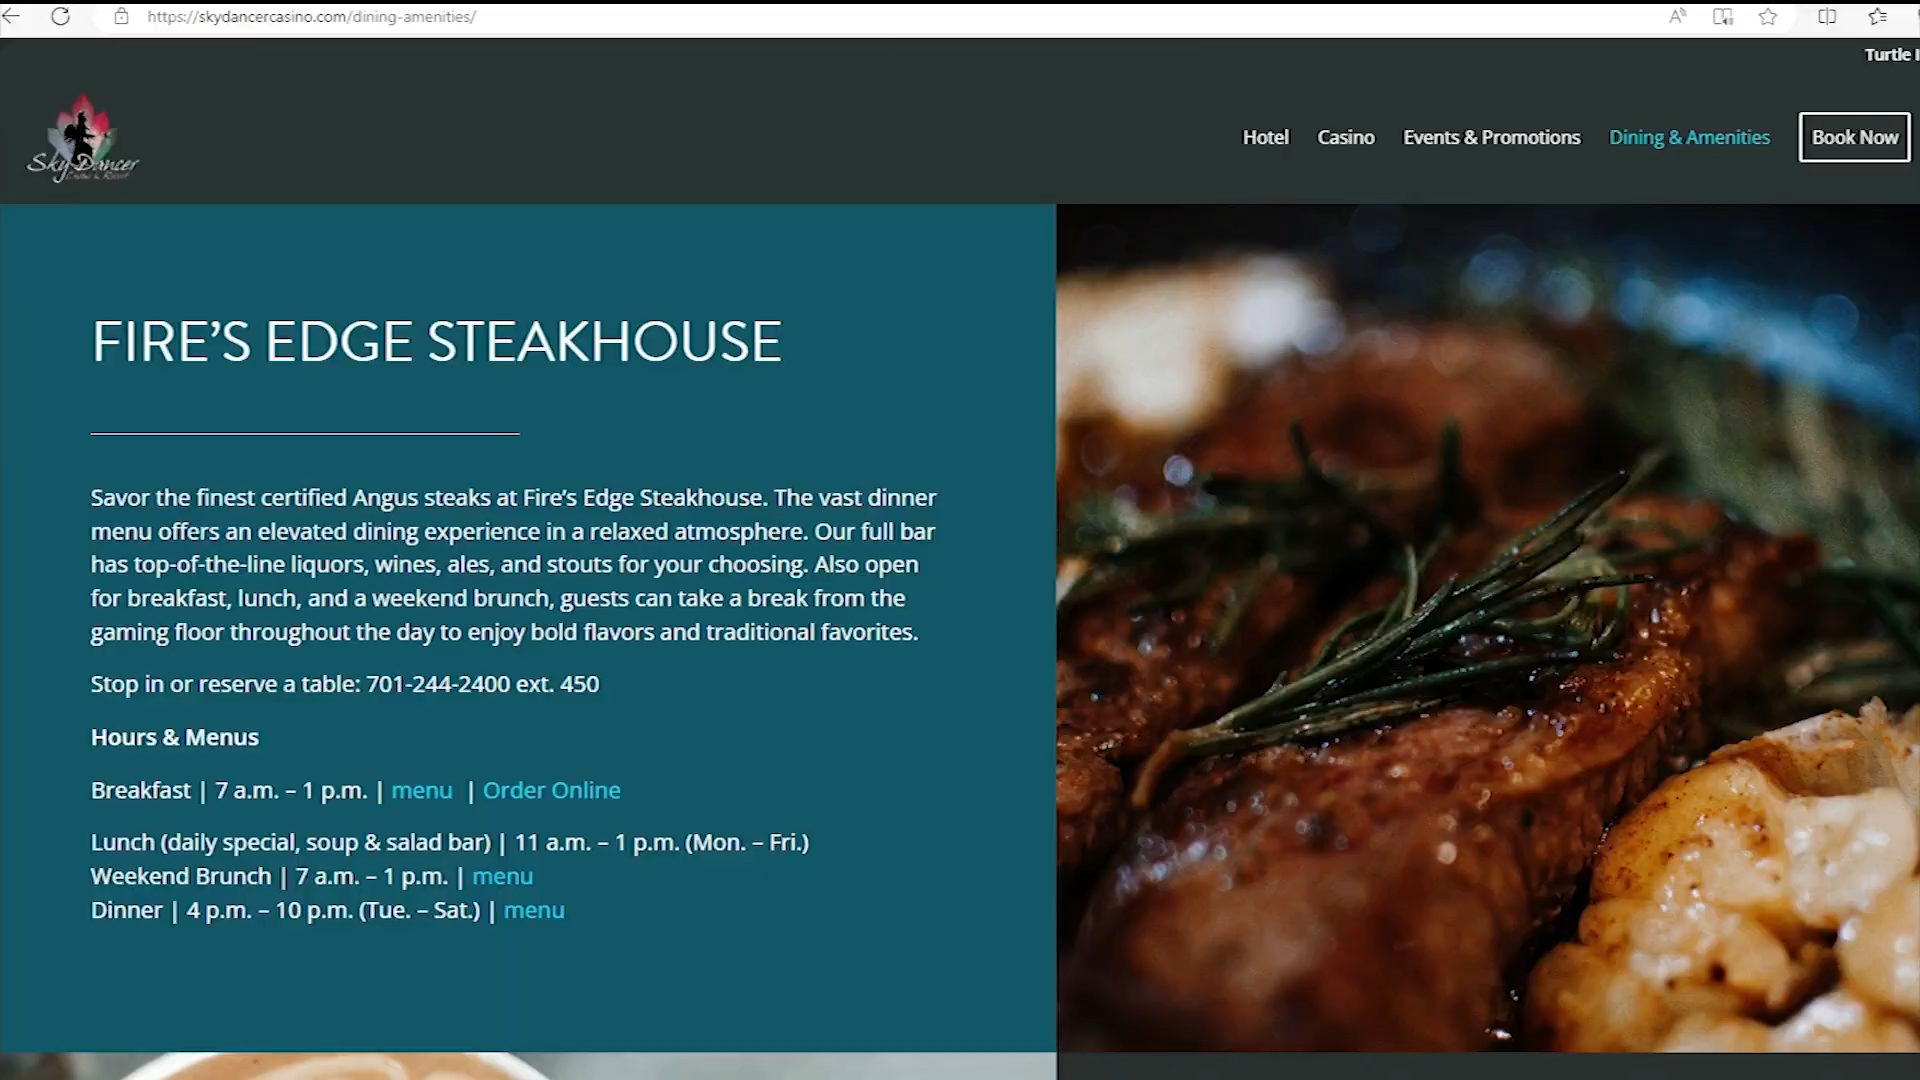 https://skydancercasino.com/dining-amenities/
Turtle
Sky Dancer
Hotel Casino Events & Promotions Dining & Amenities Book Now
FIRE’S EDGE STEAKHOUSE
Savor the finest certified Angus steaks at Fire’s Edge Steakhouse. The vast dinner
menu offers an elevated dining experience in a relaxed atmosphere. Our full bar
has top-of-the-line liquors, wines, ales, and stouts for your choosing. Also open
for breakfast, lunch, and a weekend brunch, guests can take a break from the
gaming floor throughout the day to enjoy bold flavors and traditional favorites.
Stop in or reserve a table: 701-244-2400 ext. 450
Hours & Menus
Breakfast | 7 a.m. – 1 p.m. | menu | Order Online
Lunch (daily special, soup & salad bar) | 11 a.m. – 1 p.m. (Mon. – Fri.)
Weekend Brunch | 7 a.m. – 1 p.m. | menu
Dinner | 4 p.m. – 10 p.m. (Tue. – Sat.) | menu